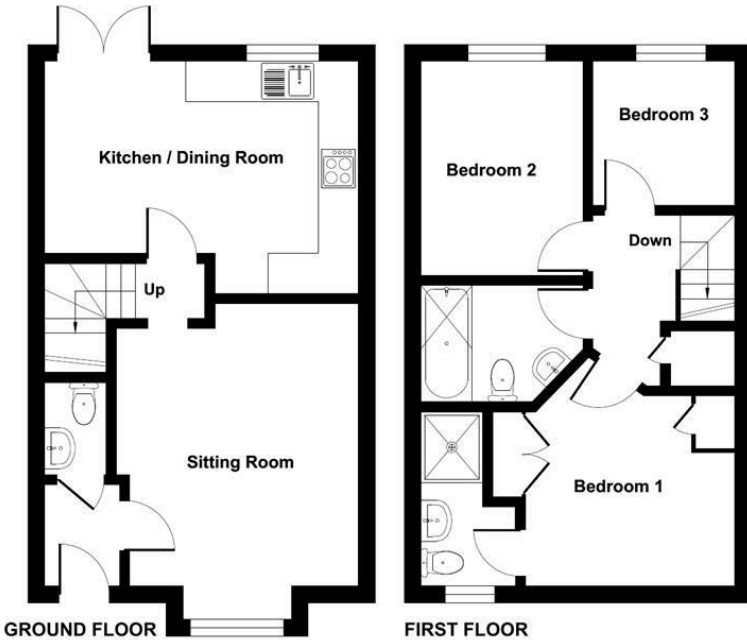 Kitchen / Dining Room
Up
Sitting Room
GROUND FLOOR
Bedroom 3
Bedroom 2
Down
Bedroom 1
FIRST FLOOR